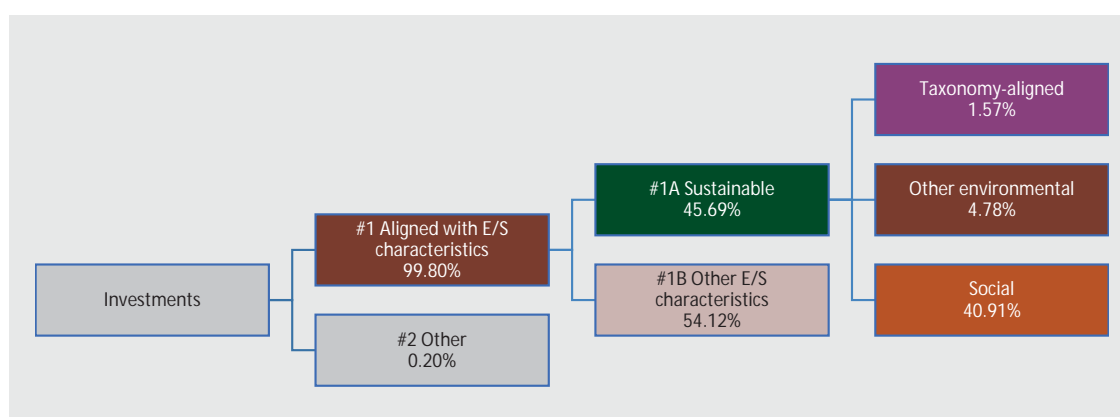 Investments
#1 Aligned with E/S
characteristics
99.80%
#2 Other
0.20%
#1A Sustainable
45.69%
#1B Other E/S
characteristics
54.12%
Taxonomy-aligned
1.57%
Other environmental
4.78%
Social
40.91%